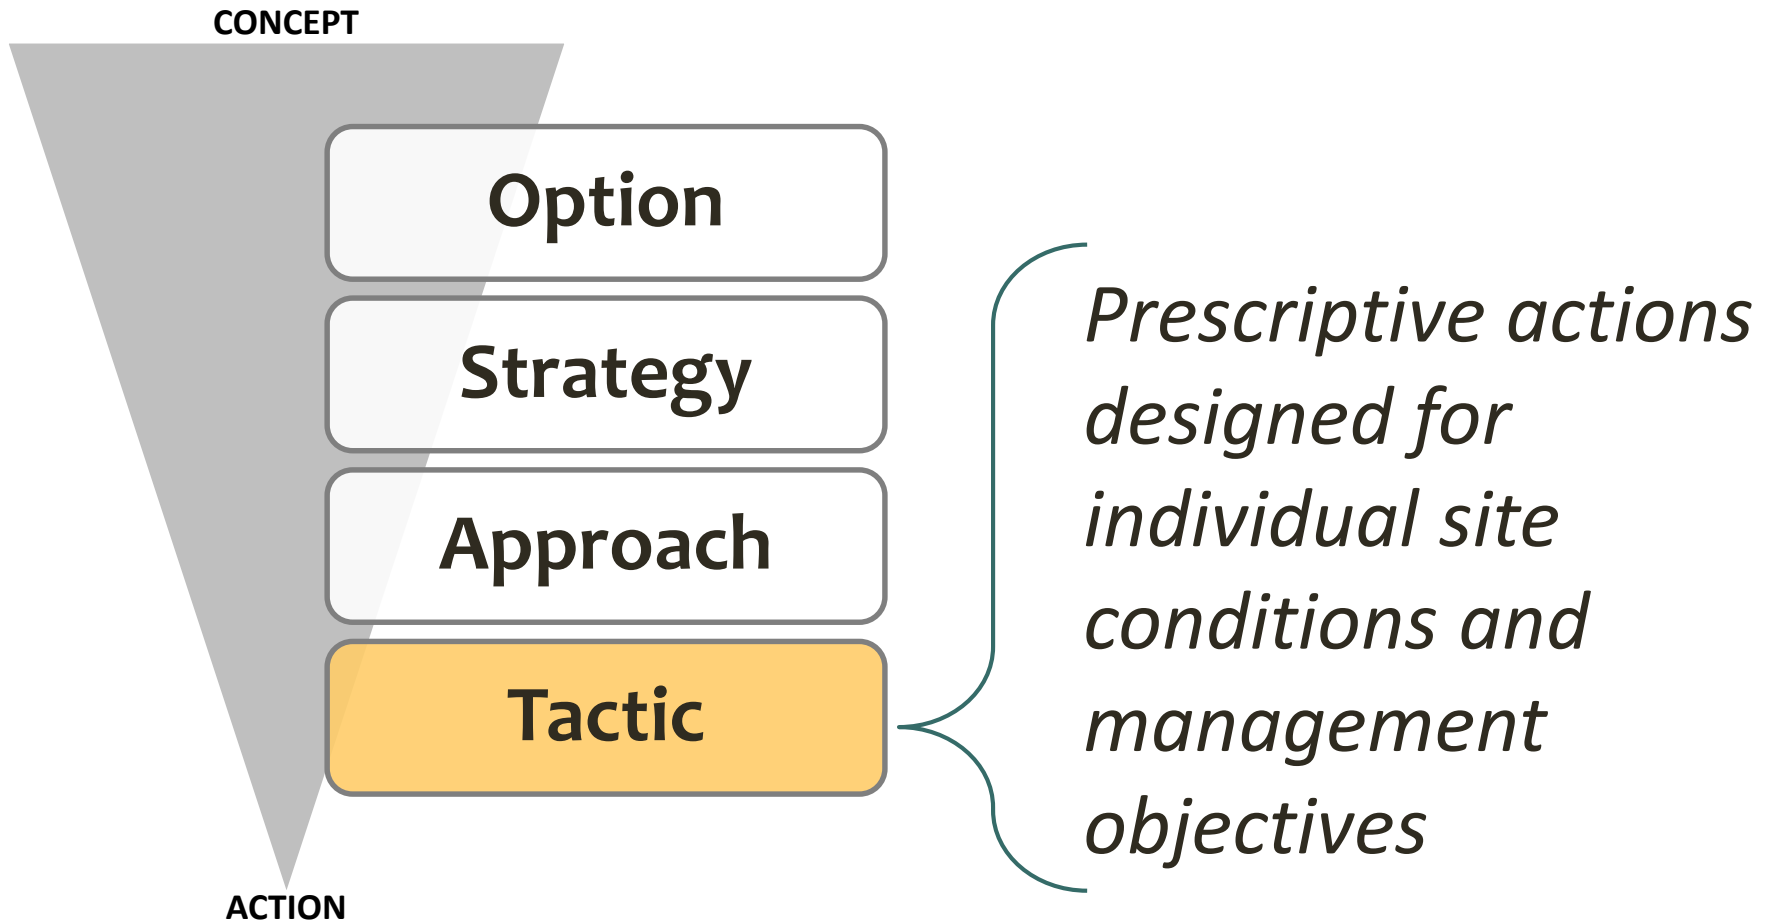 CONCEPT
Option
Strategy
Approach
Tactic
Prescriptive actions
designed for
individual site
conditions and
management
objectives
ACTION